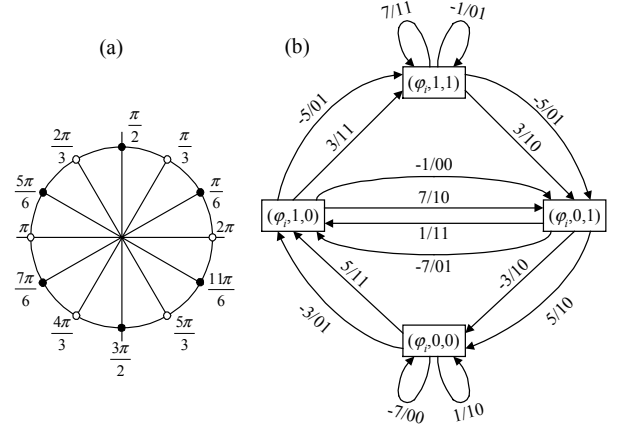 (a)
π/2
2π/3
π/3
5π/6
π/6
π
2π
7π/6
11π/6
4π/3
5π/3
3π/2
(b)
7/11
-1/01
(φᵢ,1,1)
-5/01
3/11
-5/01
3/10
-1/00
7/10
(φᵢ,1,0)
(φᵢ,0,1)
1/11
-7/01
5/11
-3/01
-3/10
5/10
(φᵢ,0,0)
-7/00
1/10